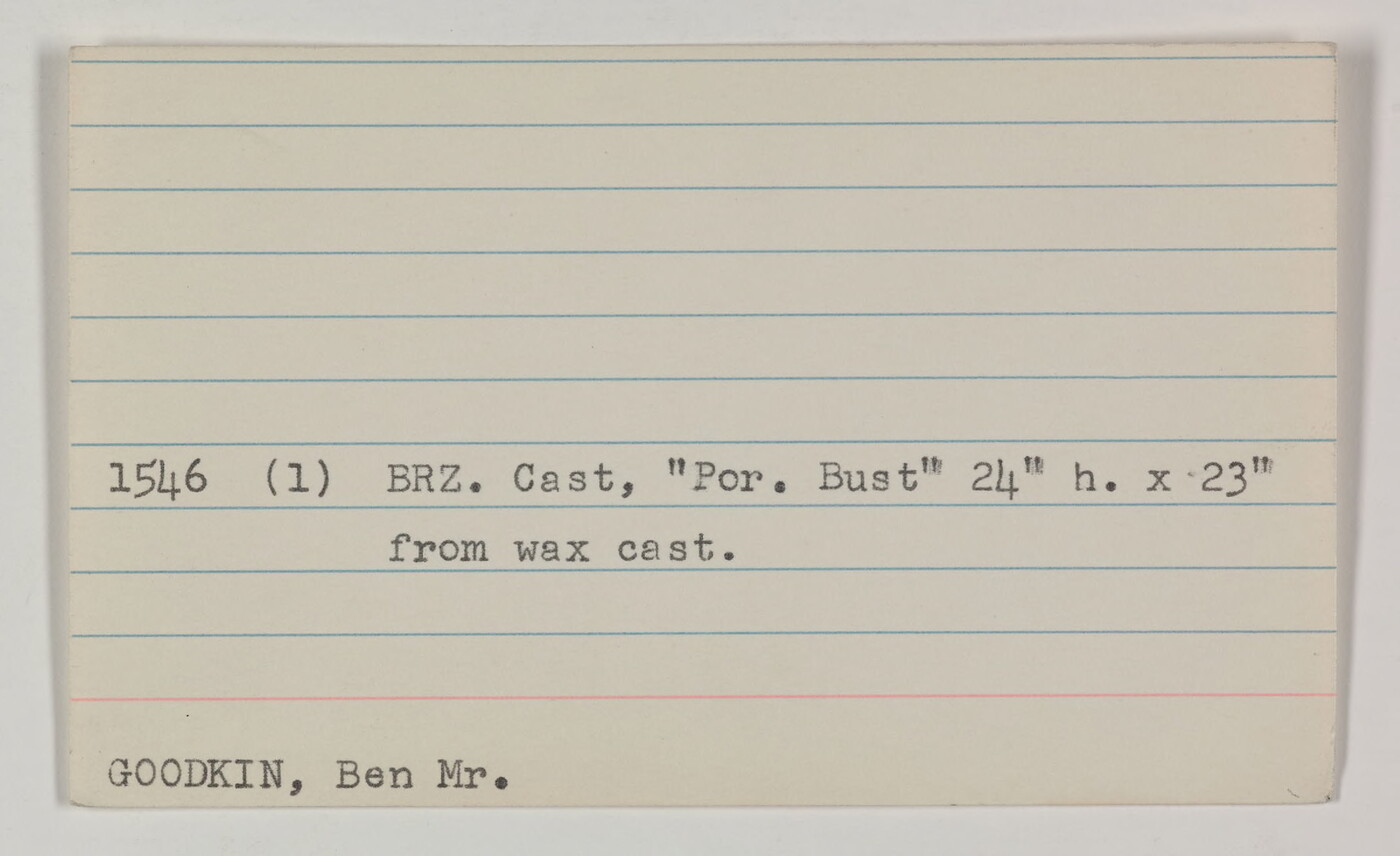 1546 (1) BRZ. Cast, "Por. Bust" 24" h. x 23"
from wax cast.
GOODKIN, Ben Mr.